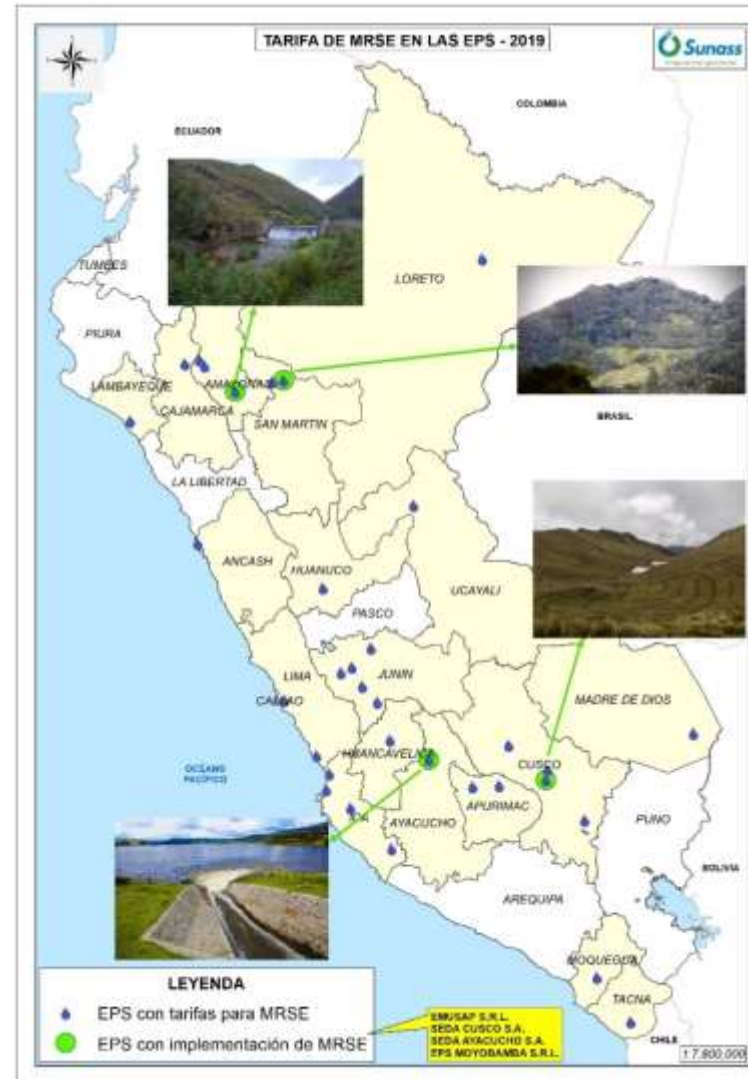 TARIFA DE MRSE EN LAS EPS - 2019
Sunass
COLOMBIA
ECUADOR
LORETO
TUMBES
PIURA
LAMBAYEQUE
AMAZONAS
CAJAMARCA
SAN MARTIN
BRASIL
LA LIBERTAD
ANCASH
HUANUCO
UCAYALI
PASCO
LIMA
JUNIN
CALLAO
MADRE DE DIOS
HUANCAVELICA
CUSCO
OCEANO
PACÍFICO
APURIMAC
AYACUCHO
PUNO
BOLIVIA
AREQUIPA
MOQUEGUA
TACNA
CHILE
LEYENDA
EPS con tarifas para MRSE
EPS con implementación de MRSE
EMUSAP S.R.L.
SEDA CUSCO S.A.
SEDA AYACUCHO S.A.
EPS MOYOBAMBA S.R.L.
1:7,800,000